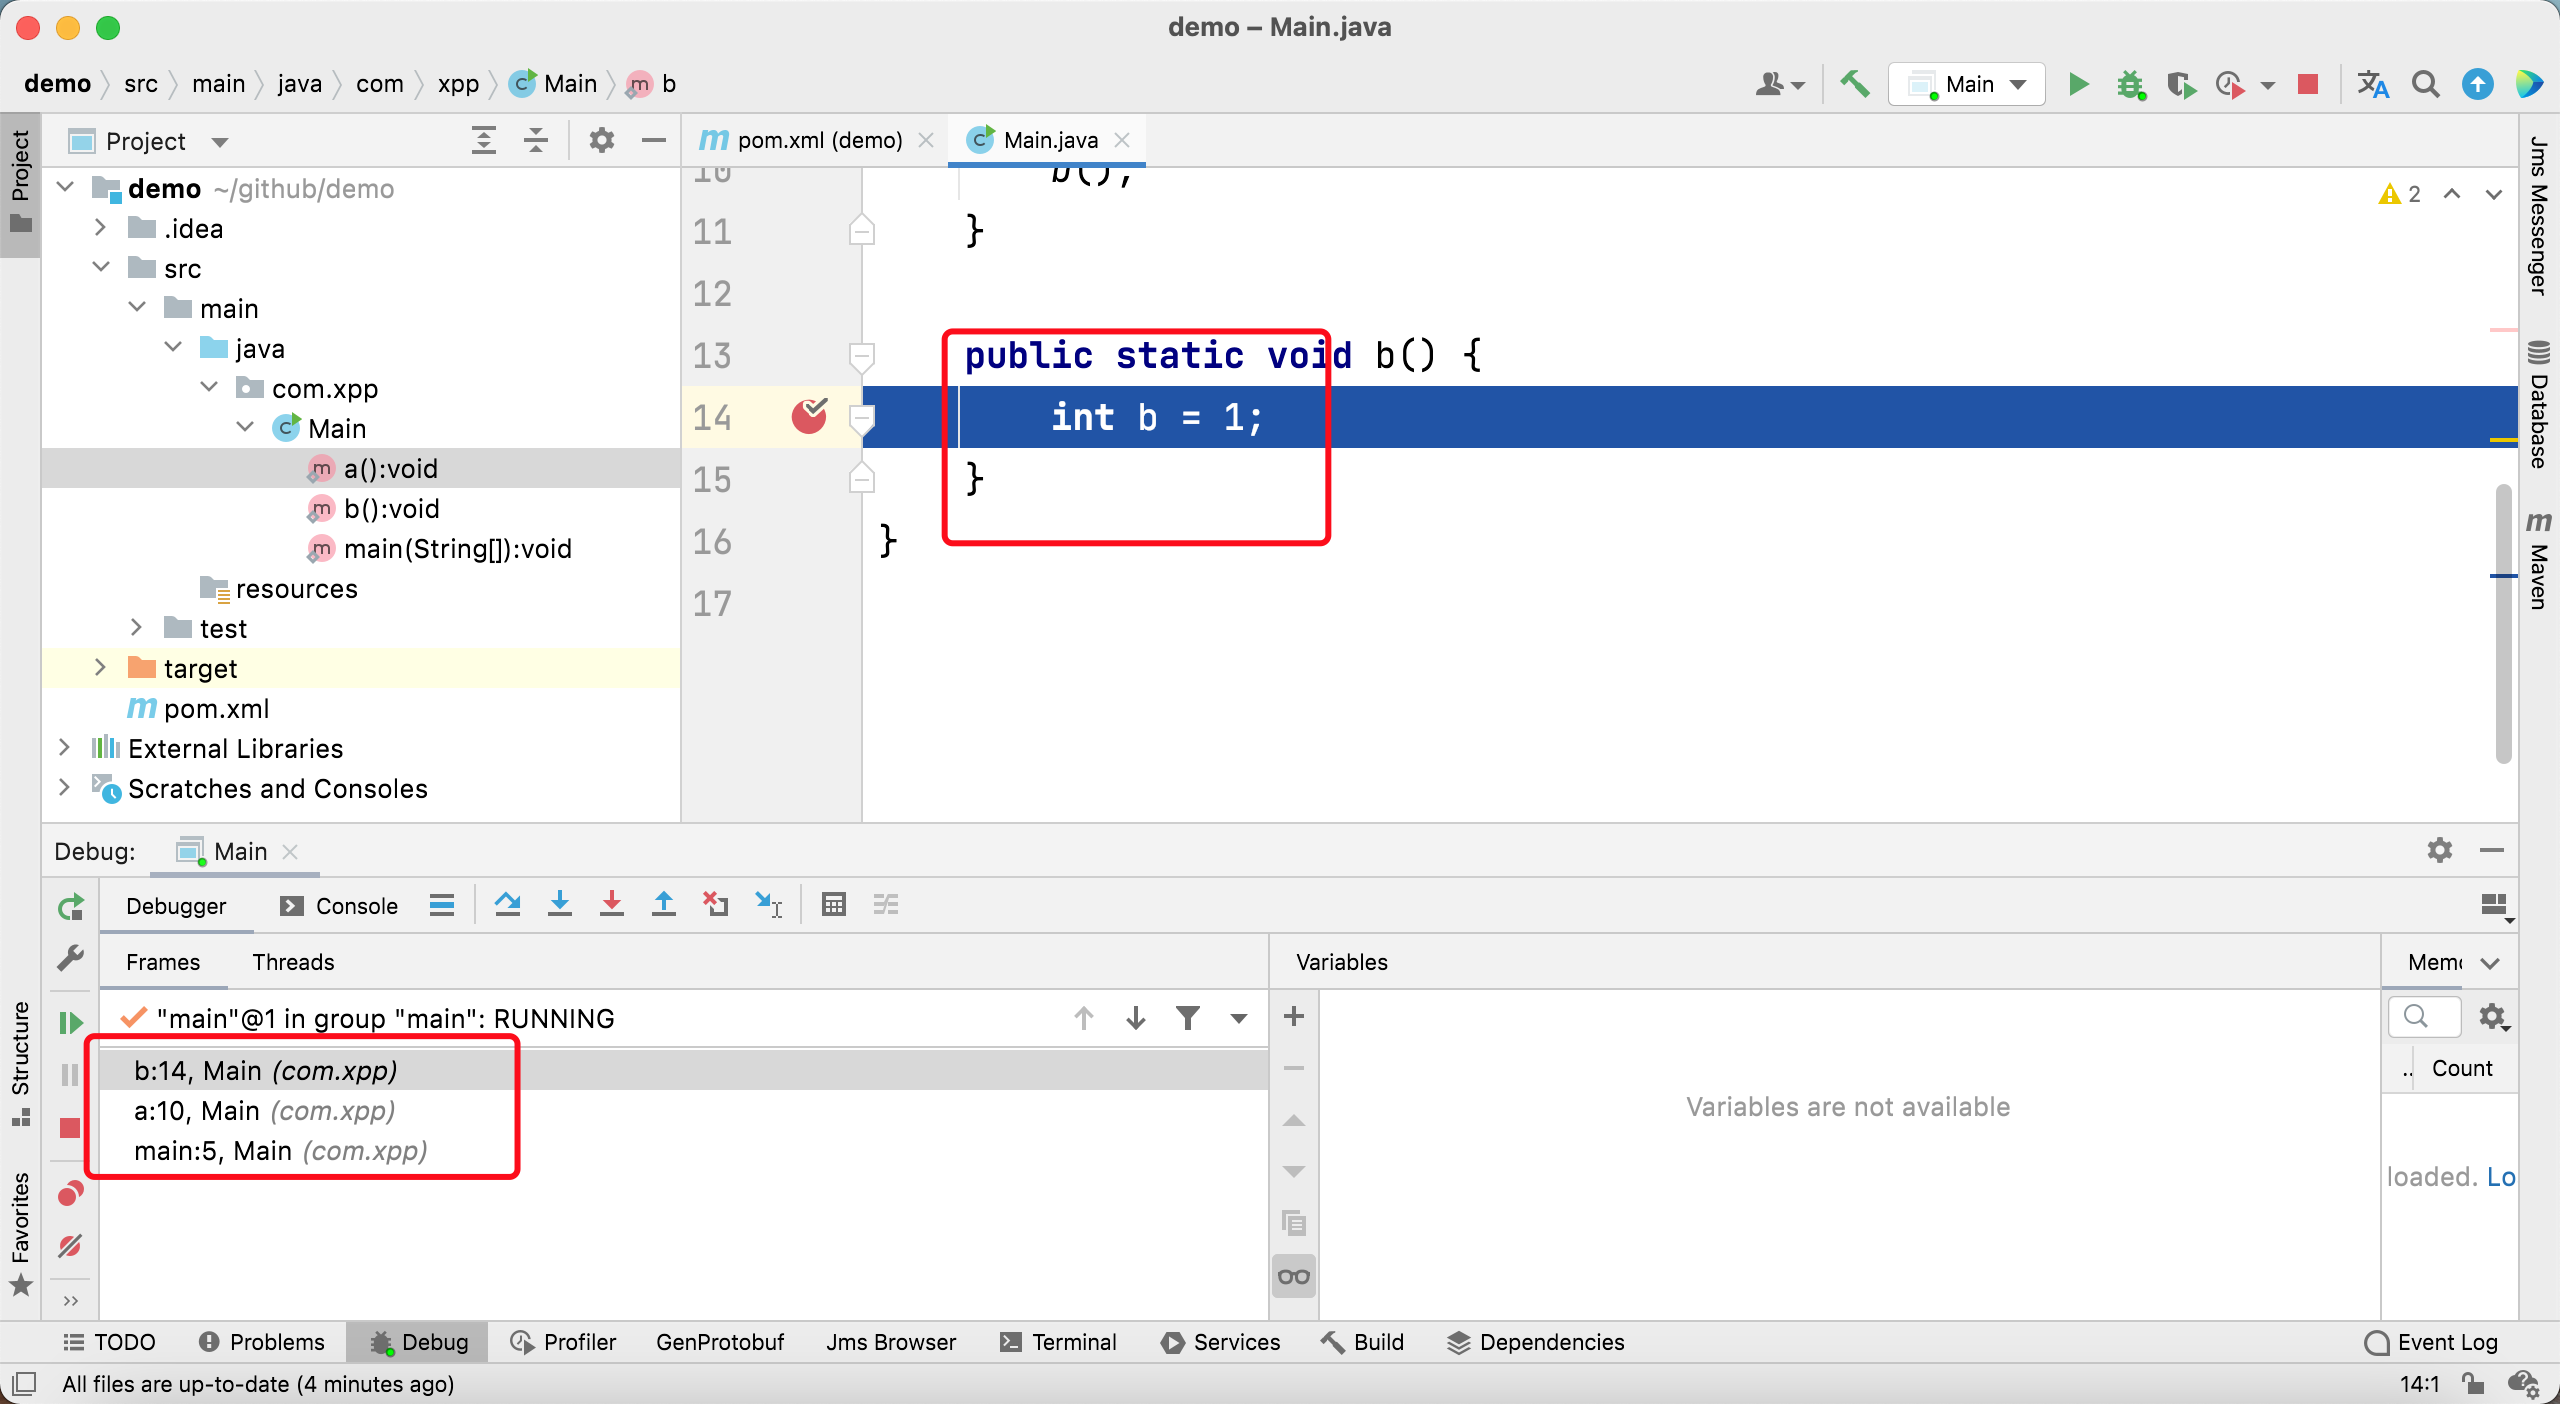 demo – Main.java
demo src main java com xpp Main b
Main
Project
Project
pom.xml (demo)
Main.java
demo ~/github/demo
.idea
src
main
java
com.xpp
Main
a():void
b():void
main(String[]):void
resources
test
target
pom.xml
External Libraries
Scratches and Consoles
10 b();
11 }
12
13 public static void b() {
14 int b = 1;
15 }
16 }
17
2
Jms Messenger
Database
Maven
Debug: Main
Debugger Console
Frames Threads
Variables
"main"@1 in group "main": RUNNING
b:14, Main (com.xpp)
a:10, Main (com.xpp)
main:5, Main (com.xpp)
Variables are not available
Count
loaded. Lo
Structure
Favorites
TODO Problems Debug Profiler GenProtobuf Jms Browser Terminal Services Build Dependencies Event Log
All files are up-to-date (4 minutes ago)
14:1